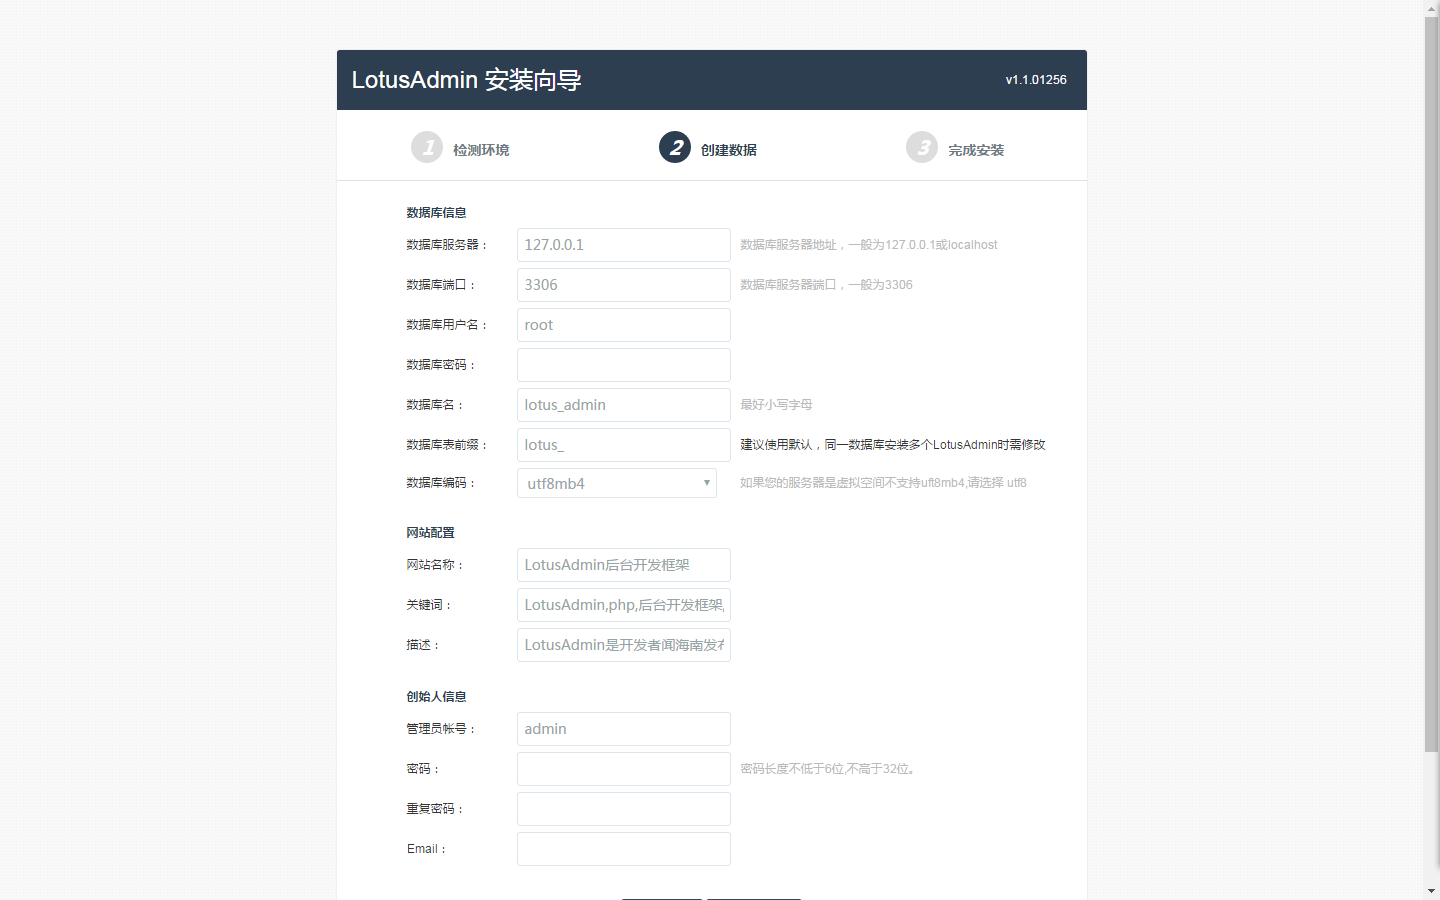 LotusAdmin 安装向导 v1.1.01256
1 检测环境 2 创建数据 3 完成安装
数据库信息
数据库服务器： 127.0.0.1 数据库服务器地址，一般为127.0.0.1或localhost
数据库端口： 3306 数据库服务器端口，一般为3306
数据库用户名： root
数据库密码：
数据库名： lotus_admin 最好小写字母
数据库表前缀： lotus_ 建议使用默认，同一数据库安装多个LotusAdmin时需修改
数据库编码： utf8mb4 如果您的服务器是虚拟空间不支持uft8mb4,请选择 utf8
网站配置
网站名称： LotusAdmin后台开发框架
关键词： LotusAdmin,php,后台开发框架,
描述： LotusAdmin是开发者闻海南发布
创始人信息
管理员帐号： admin
密码： 密码长度不低于6位,不高于32位。
重复密码：
Email：